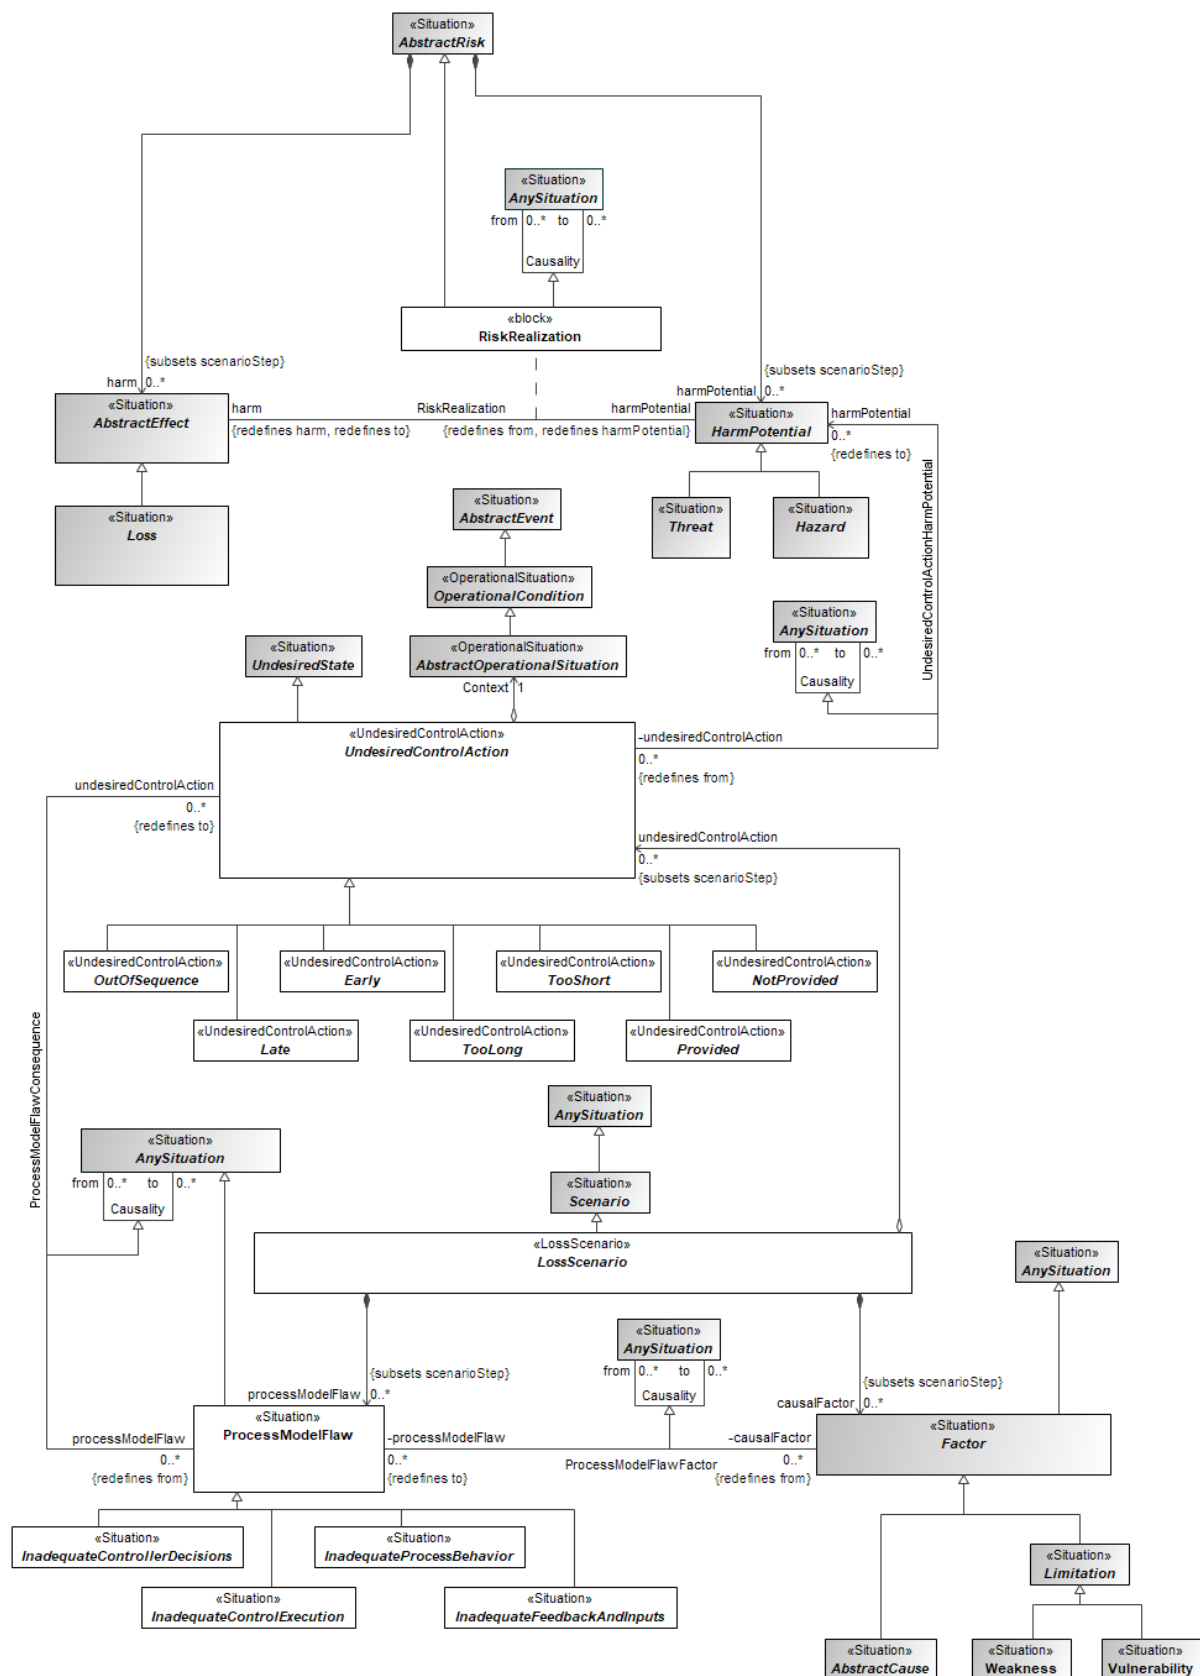 «Situation»
AbstractRisk
«Situation»
AnySituation
from 0..* to 0..*
Causality
«block»
RiskRealization
{subsets scenarioStep}
harm 0..*
{subsets scenarioStep}
harmPotential 0..*
«Situation»
AbstractEffect
harm
RiskRealization
harmPotential
{redefines harm, redefines to}
{redefines from, redefines harmPotential}
«Situation»
HarmPotential
harmPotential
0..*
{redefines to}
«Situation»
Loss
«Situation»
Threat
«Situation»
Hazard
UndesiredControlActionHarmPotential
«Situation»
AbstractEvent
«OperationalSituation»
OperationalCondition
«OperationalSituation»
AbstractOperationalSituation
Context 1
«Situation»
UndesiredState
«Situation»
AnySituation
from 0..* to 0..*
Causality
«UndesiredControlAction»
UndesiredControlAction
-undesiredControlAction
0..*
{redefines from}
undesiredControlAction
0..*
{redefines to}
undesiredControlAction
0..*
{subsets scenarioStep}
«UndesiredControlAction»
OutOfSequence
«UndesiredControlAction»
Early
«UndesiredControlAction»
TooShort
«UndesiredControlAction»
NotProvided
«UndesiredControlAction»
Late
«UndesiredControlAction»
TooLong
«UndesiredControlAction»
Provided
ProcessModelFlawConsequence
«Situation»
AnySituation
«Situation»
Scenario
«Situation»
AnySituation
from 0..* to 0..*
Causality
«LossScenario»
LossScenario
«Situation»
AnySituation
«Situation»
AnySituation
from 0..* to 0..*
Causality
{subsets scenarioStep}
processModelFlaw 0..*
{subsets scenarioStep}
causalFactor 0..*
«Situation»
ProcessModelFlaw
processModelFlaw
0..*
{redefines from}
-processModelFlaw
0..*
{redefines to}
ProcessModelFlawFactor
-causalFactor
0..*
{redefines from}
«Situation»
Factor
«Situation»
InadequateControllerDecisions
«Situation»
InadequateProcessBehavior
«Situation»
InadequateControlExecution
«Situation»
InadequateFeedbackAndInputs
«Situation»
Limitation
«Situation»
AbstractCause
«Situation»
Weakness
«Situation»
Vulnerability